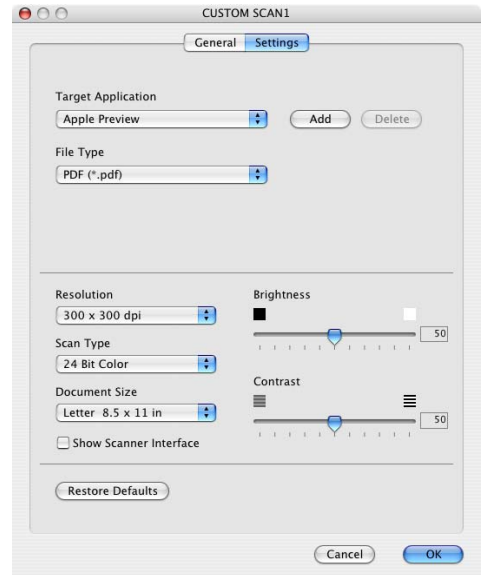 CUSTOM SCAN1
General Settings
Target Application
Apple Preview Add Delete
File Type
PDF (*.pdf)
Resolution
300 x 300 dpi
Scan Type
24 Bit Color
Document Size
Letter 8.5 x 11 in
Show Scanner Interface
Brightness
50
Contrast
50
Restore Defaults
Cancel OK